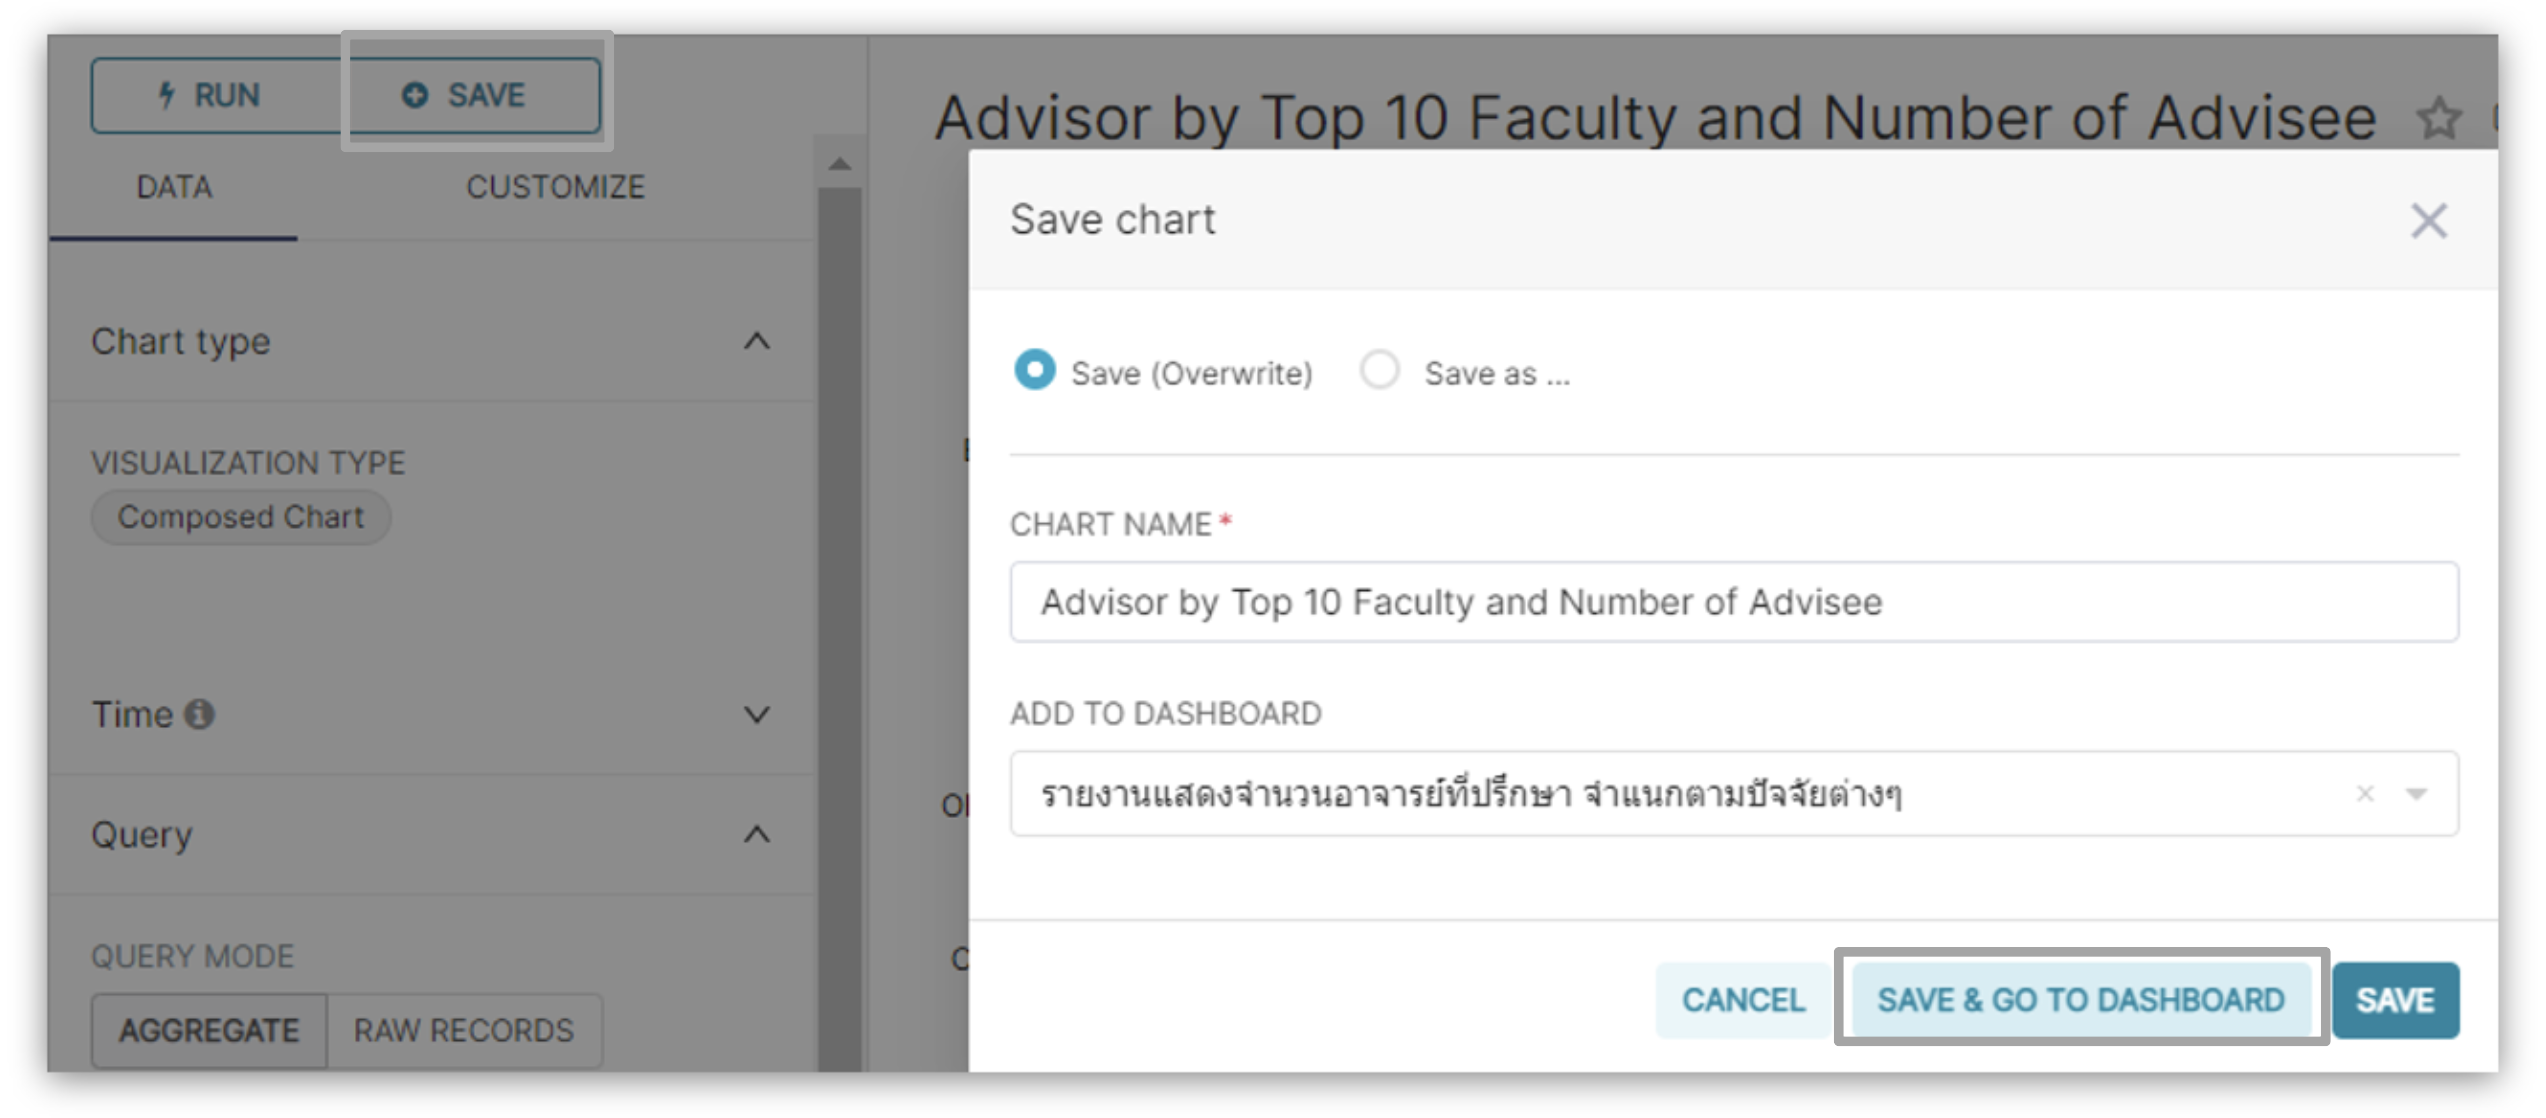 RUN
SAVE
DATA
CUSTOMIZE
Chart type
VISUALIZATION TYPE
Composed Chart
Time
Query
QUERY MODE
AGGREGATE
RAW RECORDS
Advisor by Top 10 Faculty and Number of Advisee
Save chart
Save (Overwrite)
Save as ...
CHART NAME *
Advisor by Top 10 Faculty and Number of Advisee
ADD TO DASHBOARD
รายงานแสดงจำนวนอาจารย์ที่ปรึกษา จำแนกตามปัจจัยต่างๆ
CANCEL
SAVE & GO TO DASHBOARD
SAVE